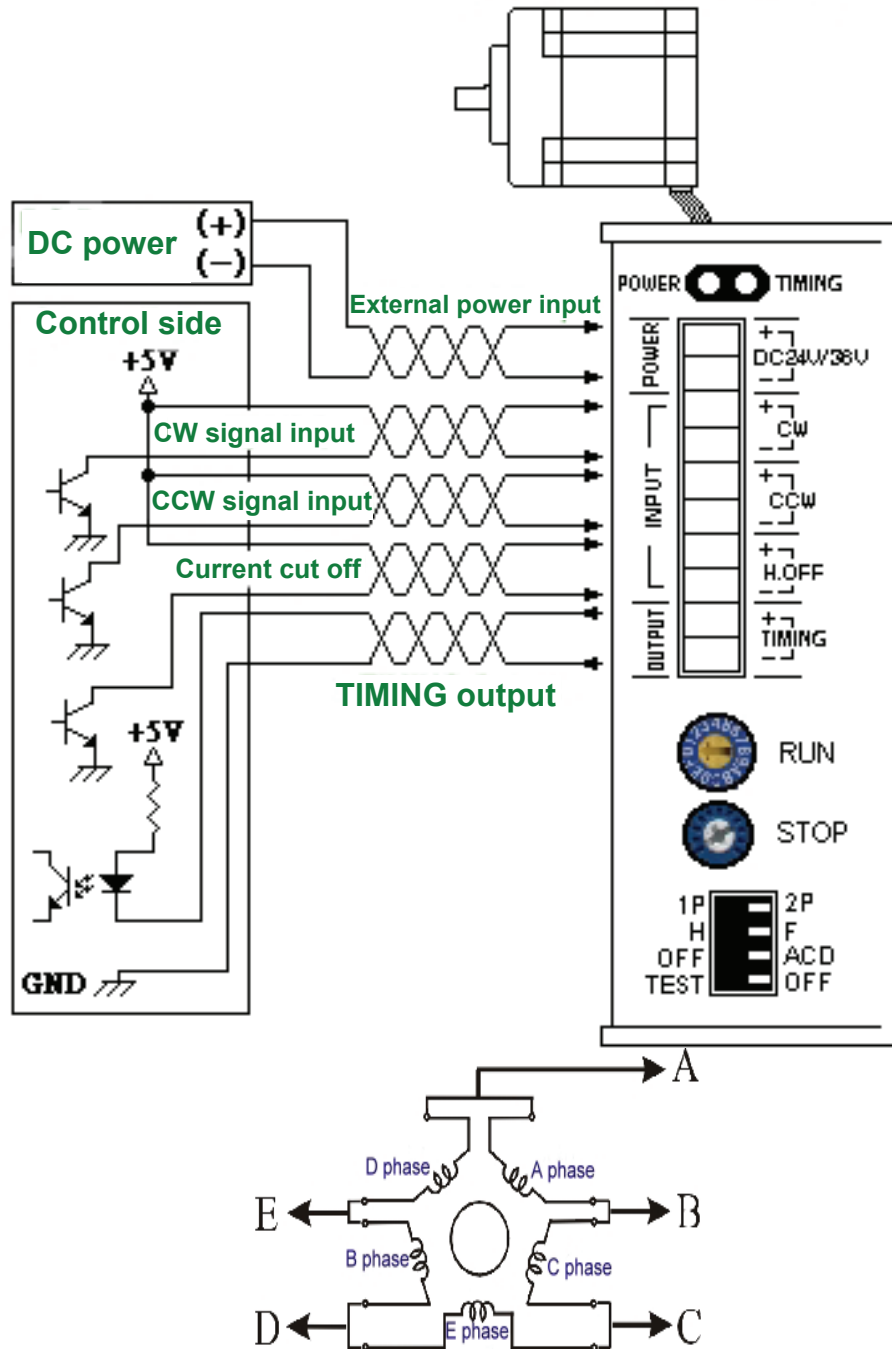 DC power
(+)
(−)
Control side
+5V
CW signal input
CCW signal input
Current cut off
External power input
TIMING output
+5V
GND
POWER
TIMING
POWER
+
DC24V/36V
−
INPUT
+
CW
−
+
CCW
−
+
H.OFF
−
OUTPUT
+
TIMING
−
RUN
STOP
1P
2P
H
F
OFF
ACD
TEST
OFF
A
D phase
A phase
E
B
B phase
C phase
D
E phase
C